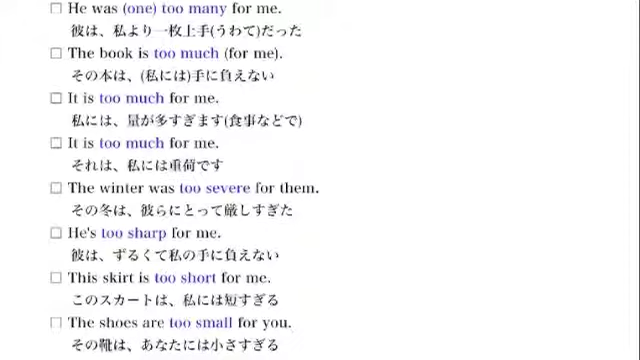 □ He was (one) too many for me.
彼は、私より一枚上手(うわて)だった
□ The book is too much (for me).
その本は、(私には)手に負えない
□ It is too much for me.
私には、量が多すぎます(食事などで)
□ It is too much for me.
それは、私には重荷です
□ The winter was too severe for them.
その冬は、彼らにとって厳しすぎた
□ He's too sharp for me.
彼は、ずるくて私の手に負えない
□ This skirt is too short for me.
このスカートは、私には短すぎる
□ The shoes are too small for you.
その靴は、あなたには小さすぎる